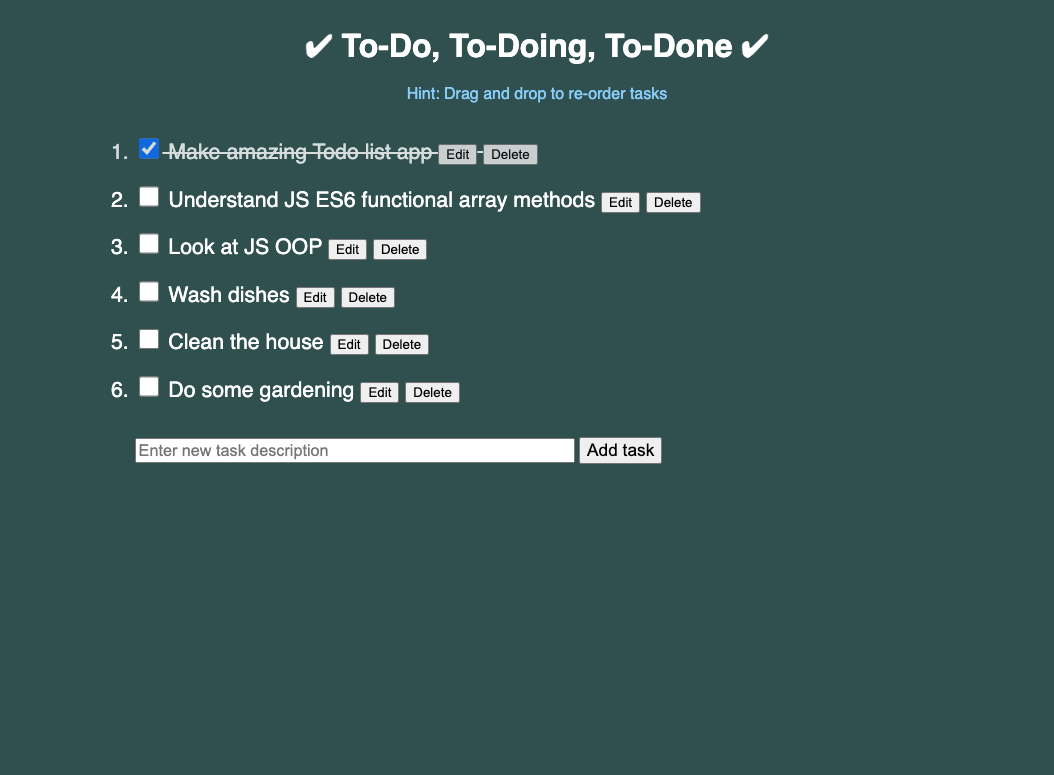 ✔ To-Do, To-Doing, To-Done ✔
Hint: Drag and drop to re-order tasks
1. Make amazing Todo list app Edit Delete
2. Understand JS ES6 functional array methods Edit Delete
3. Look at JS OOP Edit Delete
4. Wash dishes Edit Delete
5. Clean the house Edit Delete
6. Do some gardening Edit Delete
Enter new task description Add task